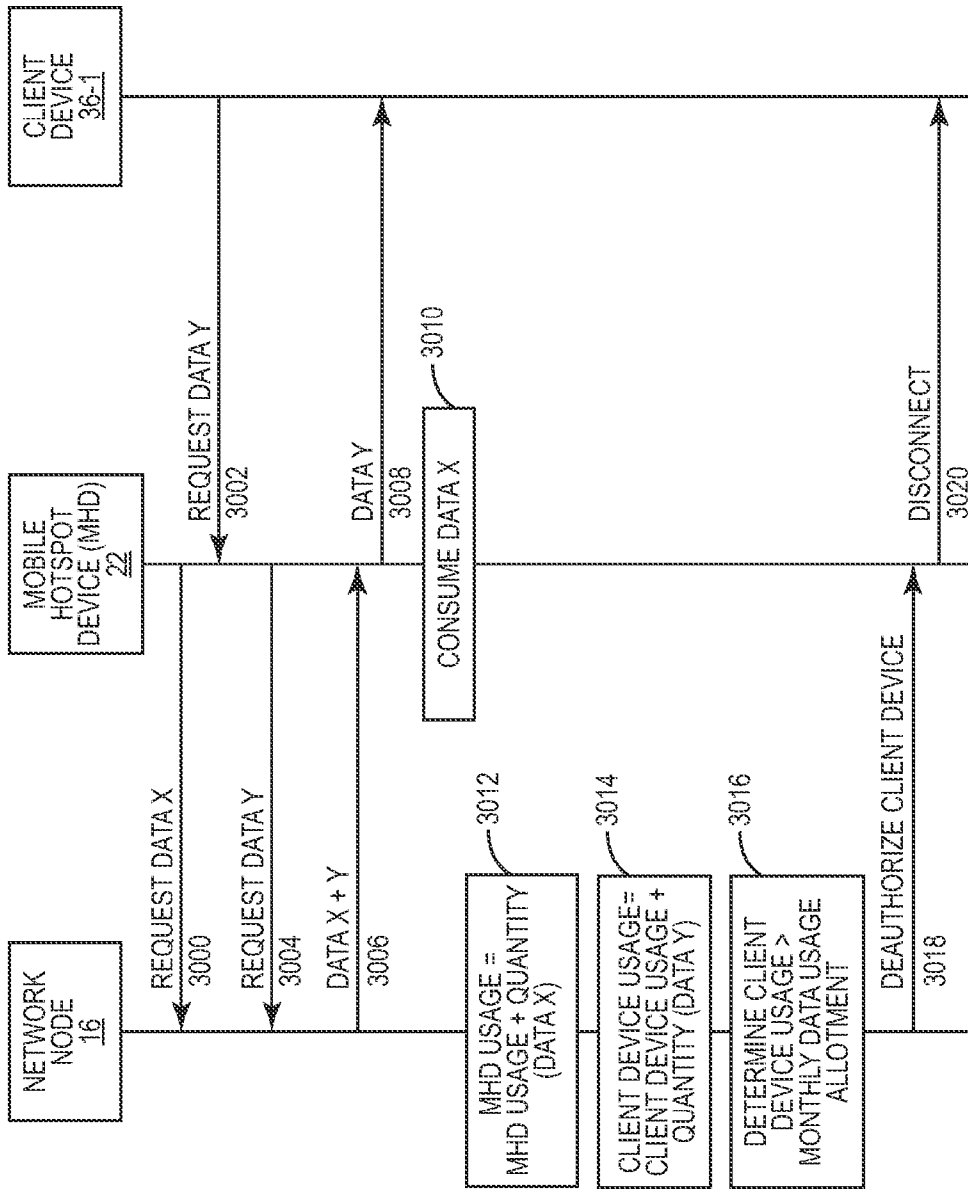 NETWORK
NODE
16
MOBILE
HOTSPOT
DEVICE (MHD)
22
CLIENT
DEVICE
36-1
REQUEST DATA X
3000
REQUEST DATA Y
3002
REQUEST DATA Y
3004
DATA X + Y
3006
DATA Y
3008
CONSUME DATA X
3010
MHD USAGE =
MHD USAGE + QUANTITY
(DATA X)
3012
CLIENT DEVICE USAGE=
CLIENT DEVICE USAGE +
QUANTITY (DATA Y)
3014
DETERMINE CLIENT
DEVICE USAGE >
MONTHLY DATA USAGE
ALLOTMENT
3016
DEAUTHORIZE CLIENT DEVICE
3018
DISCONNECT
3020